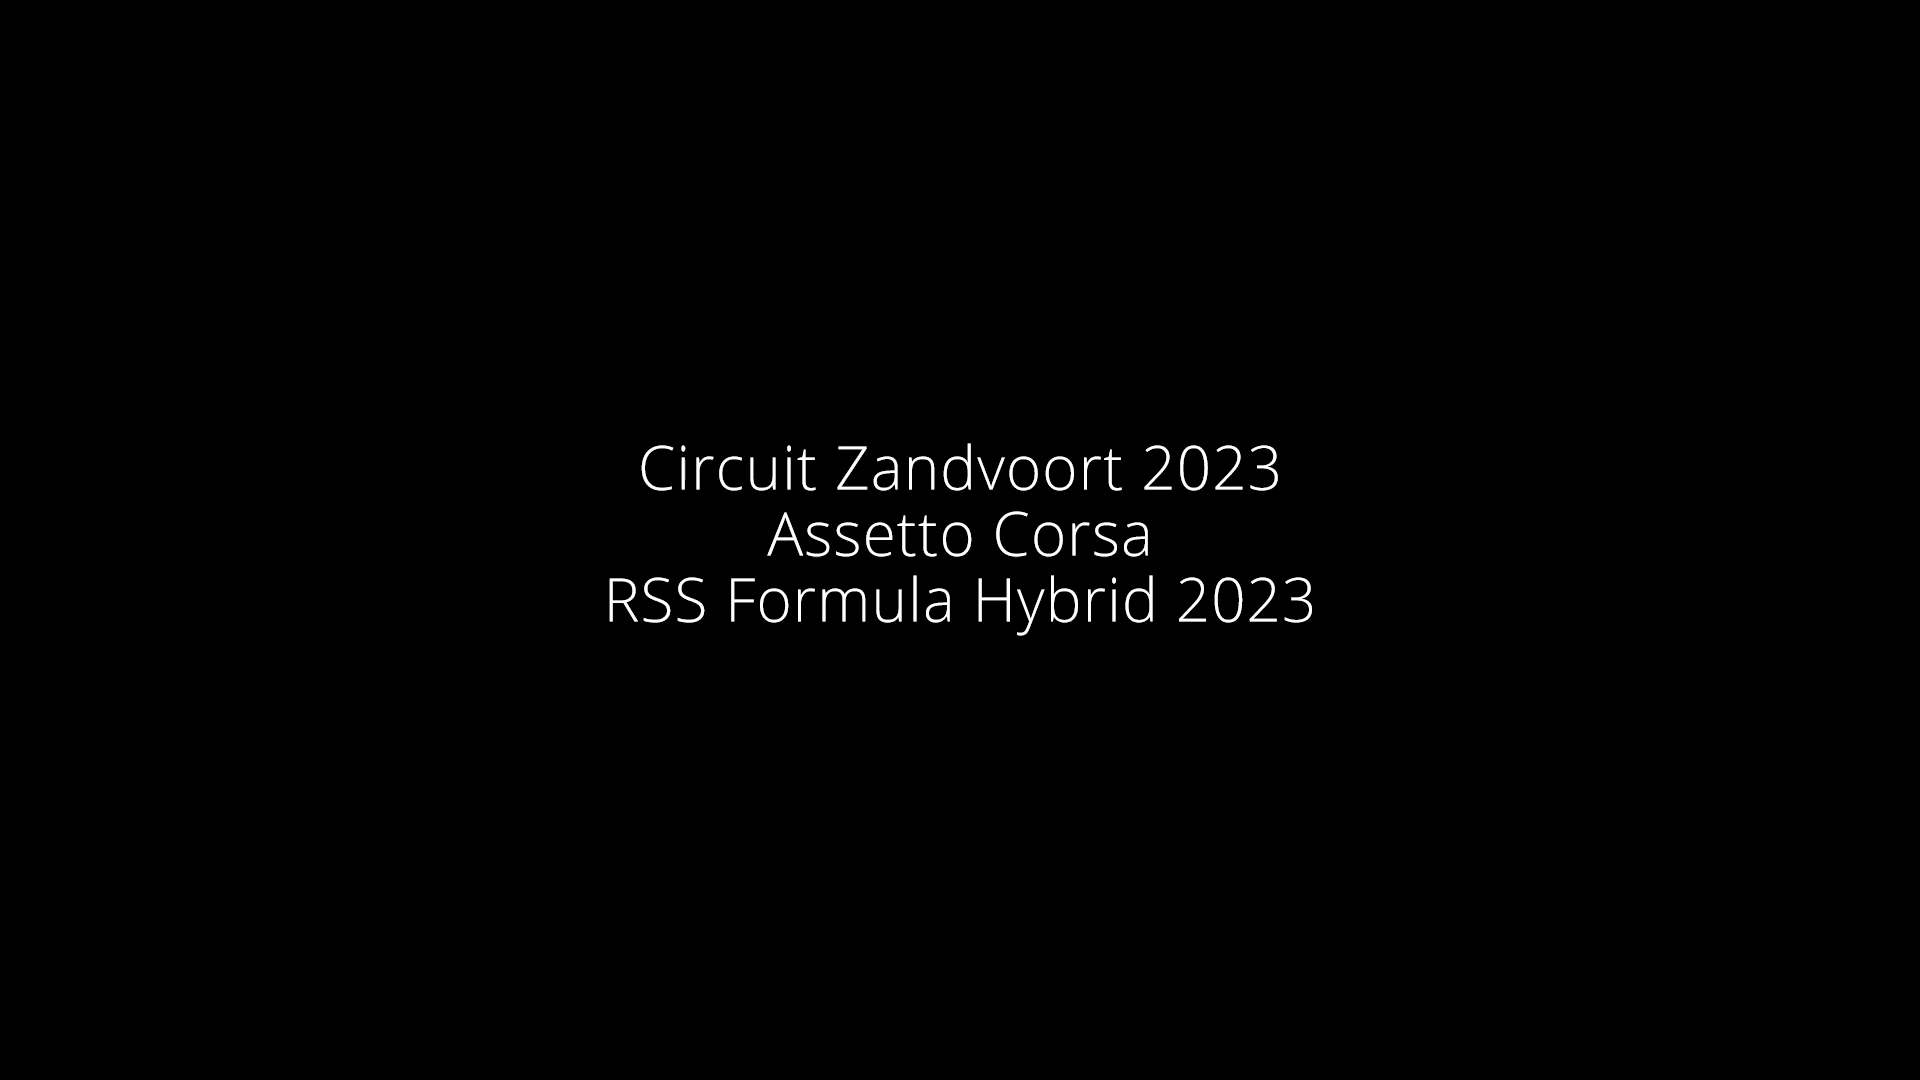 Circuit Zandvoort 2023
Assetto Corsa
RSS Formula Hybrid 2023